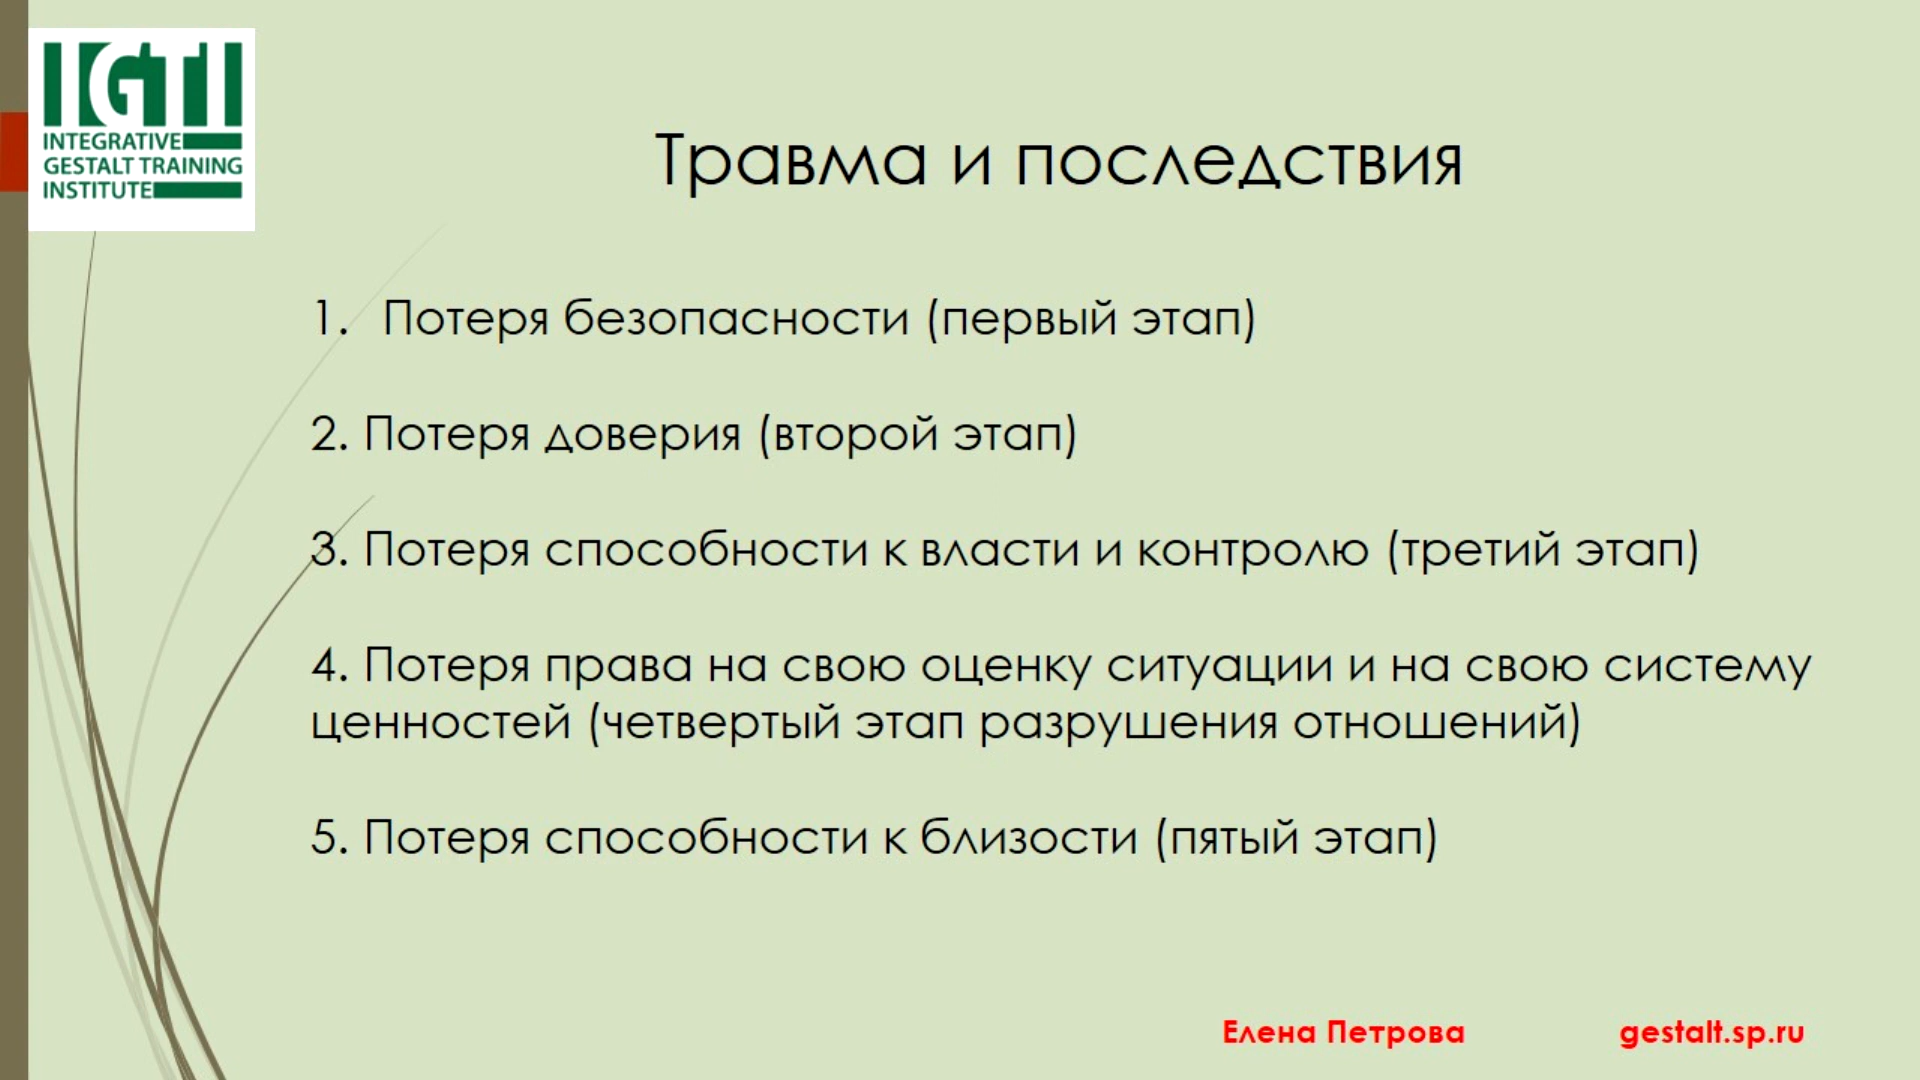 IGTI
INTEGRATIVE
GESTALT TRAINING
INSTITUTE
Травма и последствия
1. Потеря безопасности (первый этап)
2. Потеря доверия (второй этап)
3. Потеря способности к власти и контролю (третий этап)
4. Потеря права на свою оценку ситуации и на свою систему
ценностей (четвертый этап разрушения отношений)
5. Потеря способности к близости (пятый этап)
Елена Петрова gestalt.sp.ru